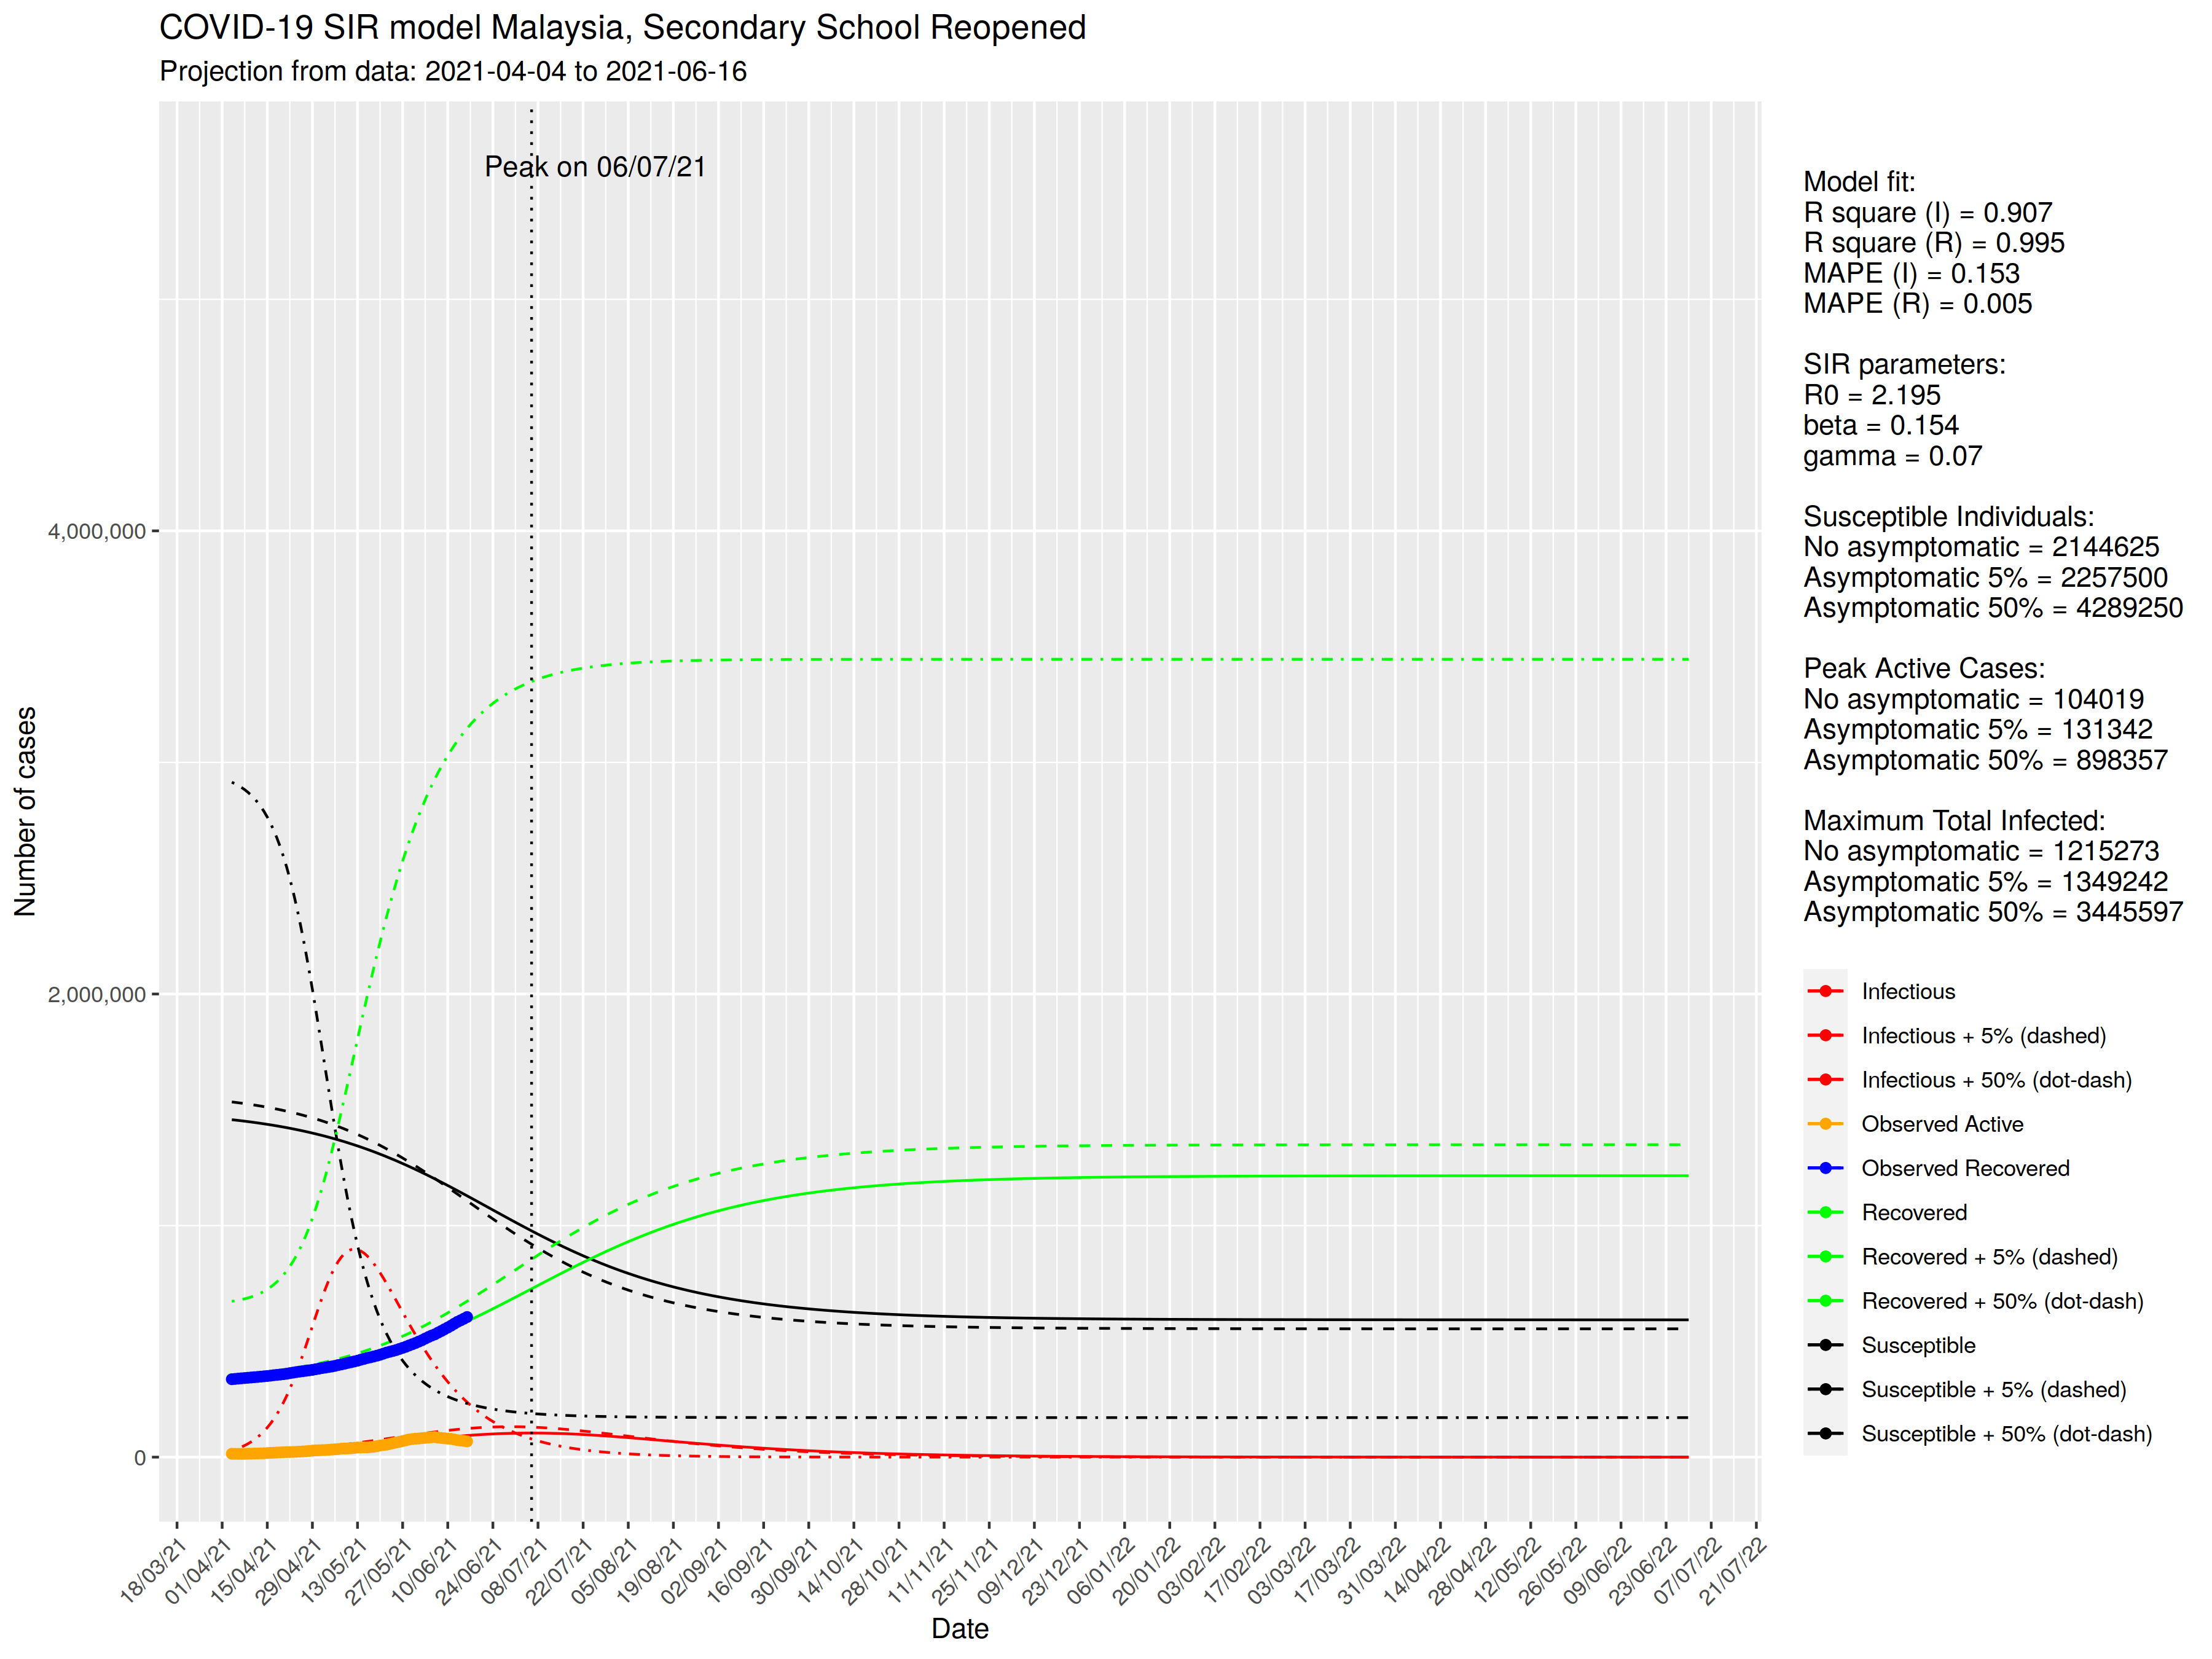 COVID-19 SIR model Malaysia, Secondary School Reopened
Projection from data: 2021-04-04 to 2021-06-16
Peak on 06/07/21
Number of cases
4,000,000
2,000,000
0
18/03/21
01/04/21
15/04/21
29/04/21
13/05/21
27/05/21
10/06/21
24/06/21
08/07/21
22/07/21
05/08/21
19/08/21
02/09/21
16/09/21
30/09/21
14/10/21
28/10/21
11/11/21
25/11/21
09/12/21
23/12/21
06/01/22
20/01/22
03/02/22
17/02/22
03/03/22
17/03/22
31/03/22
14/04/22
28/04/22
12/05/22
26/05/22
09/06/22
23/06/22
07/07/22
21/07/22
Date
Model fit:
R square (I) = 0.907
R square (R) = 0.995
MAPE (I) = 0.153
MAPE (R) = 0.005
SIR parameters:
R0 = 2.195
beta = 0.154
gamma = 0.07
Susceptible Individuals:
No asymptomatic = 2144625
Asymptomatic 5% = 2257500
Asymptomatic 50% = 4289250
Peak Active Cases:
No asymptomatic = 104019
Asymptomatic 5% = 131342
Asymptomatic 50% = 898357
Maximum Total Infected:
No asymptomatic = 1215273
Asymptomatic 5% = 1349242
Asymptomatic 50% = 3445597
Infectious
Infectious + 5% (dashed)
Infectious + 50% (dot-dash)
Observed Active
Observed Recovered
Recovered
Recovered + 5% (dashed)
Recovered + 50% (dot-dash)
Susceptible
Susceptible + 5% (dashed)
Susceptible + 50% (dot-dash)